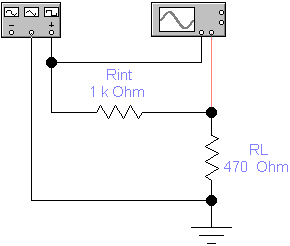 − +
Rint
1 k Ohm
RL
470 Ohm